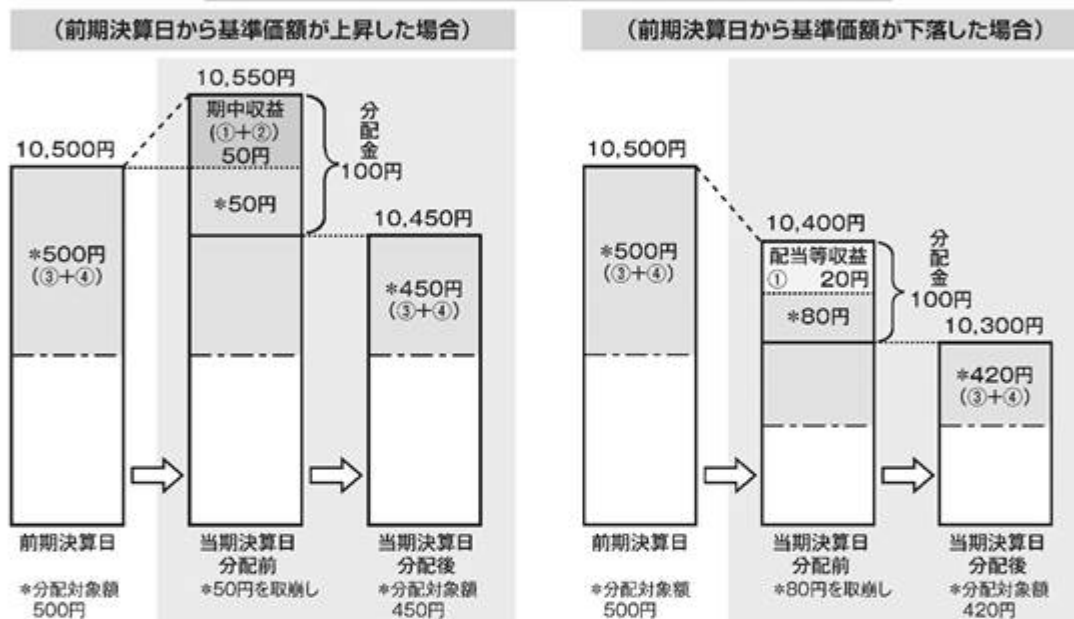 (前期決算日から基準価額が上昇した場合)
10,550円
期中収益
(①+②)
50円
*50円
分配金
100円
10,500円
*500円
(③+④)
10,450円
*450円
(③+④)
前期決算日
*分配対象額
500円
当期決算日
分配前
*50円を取崩し
当期決算日
分配後
*分配対象額
450円
(前期決算日から基準価額が下落した場合)
10,500円
*500円
(③+④)
10,400円
配当等収益
① 20円
*80円
分配金
100円
10,300円
*420円
(③+④)
前期決算日
*分配対象額
500円
当期決算日
分配前
*80円を取崩し
当期決算日
分配後
*分配対象額
420円